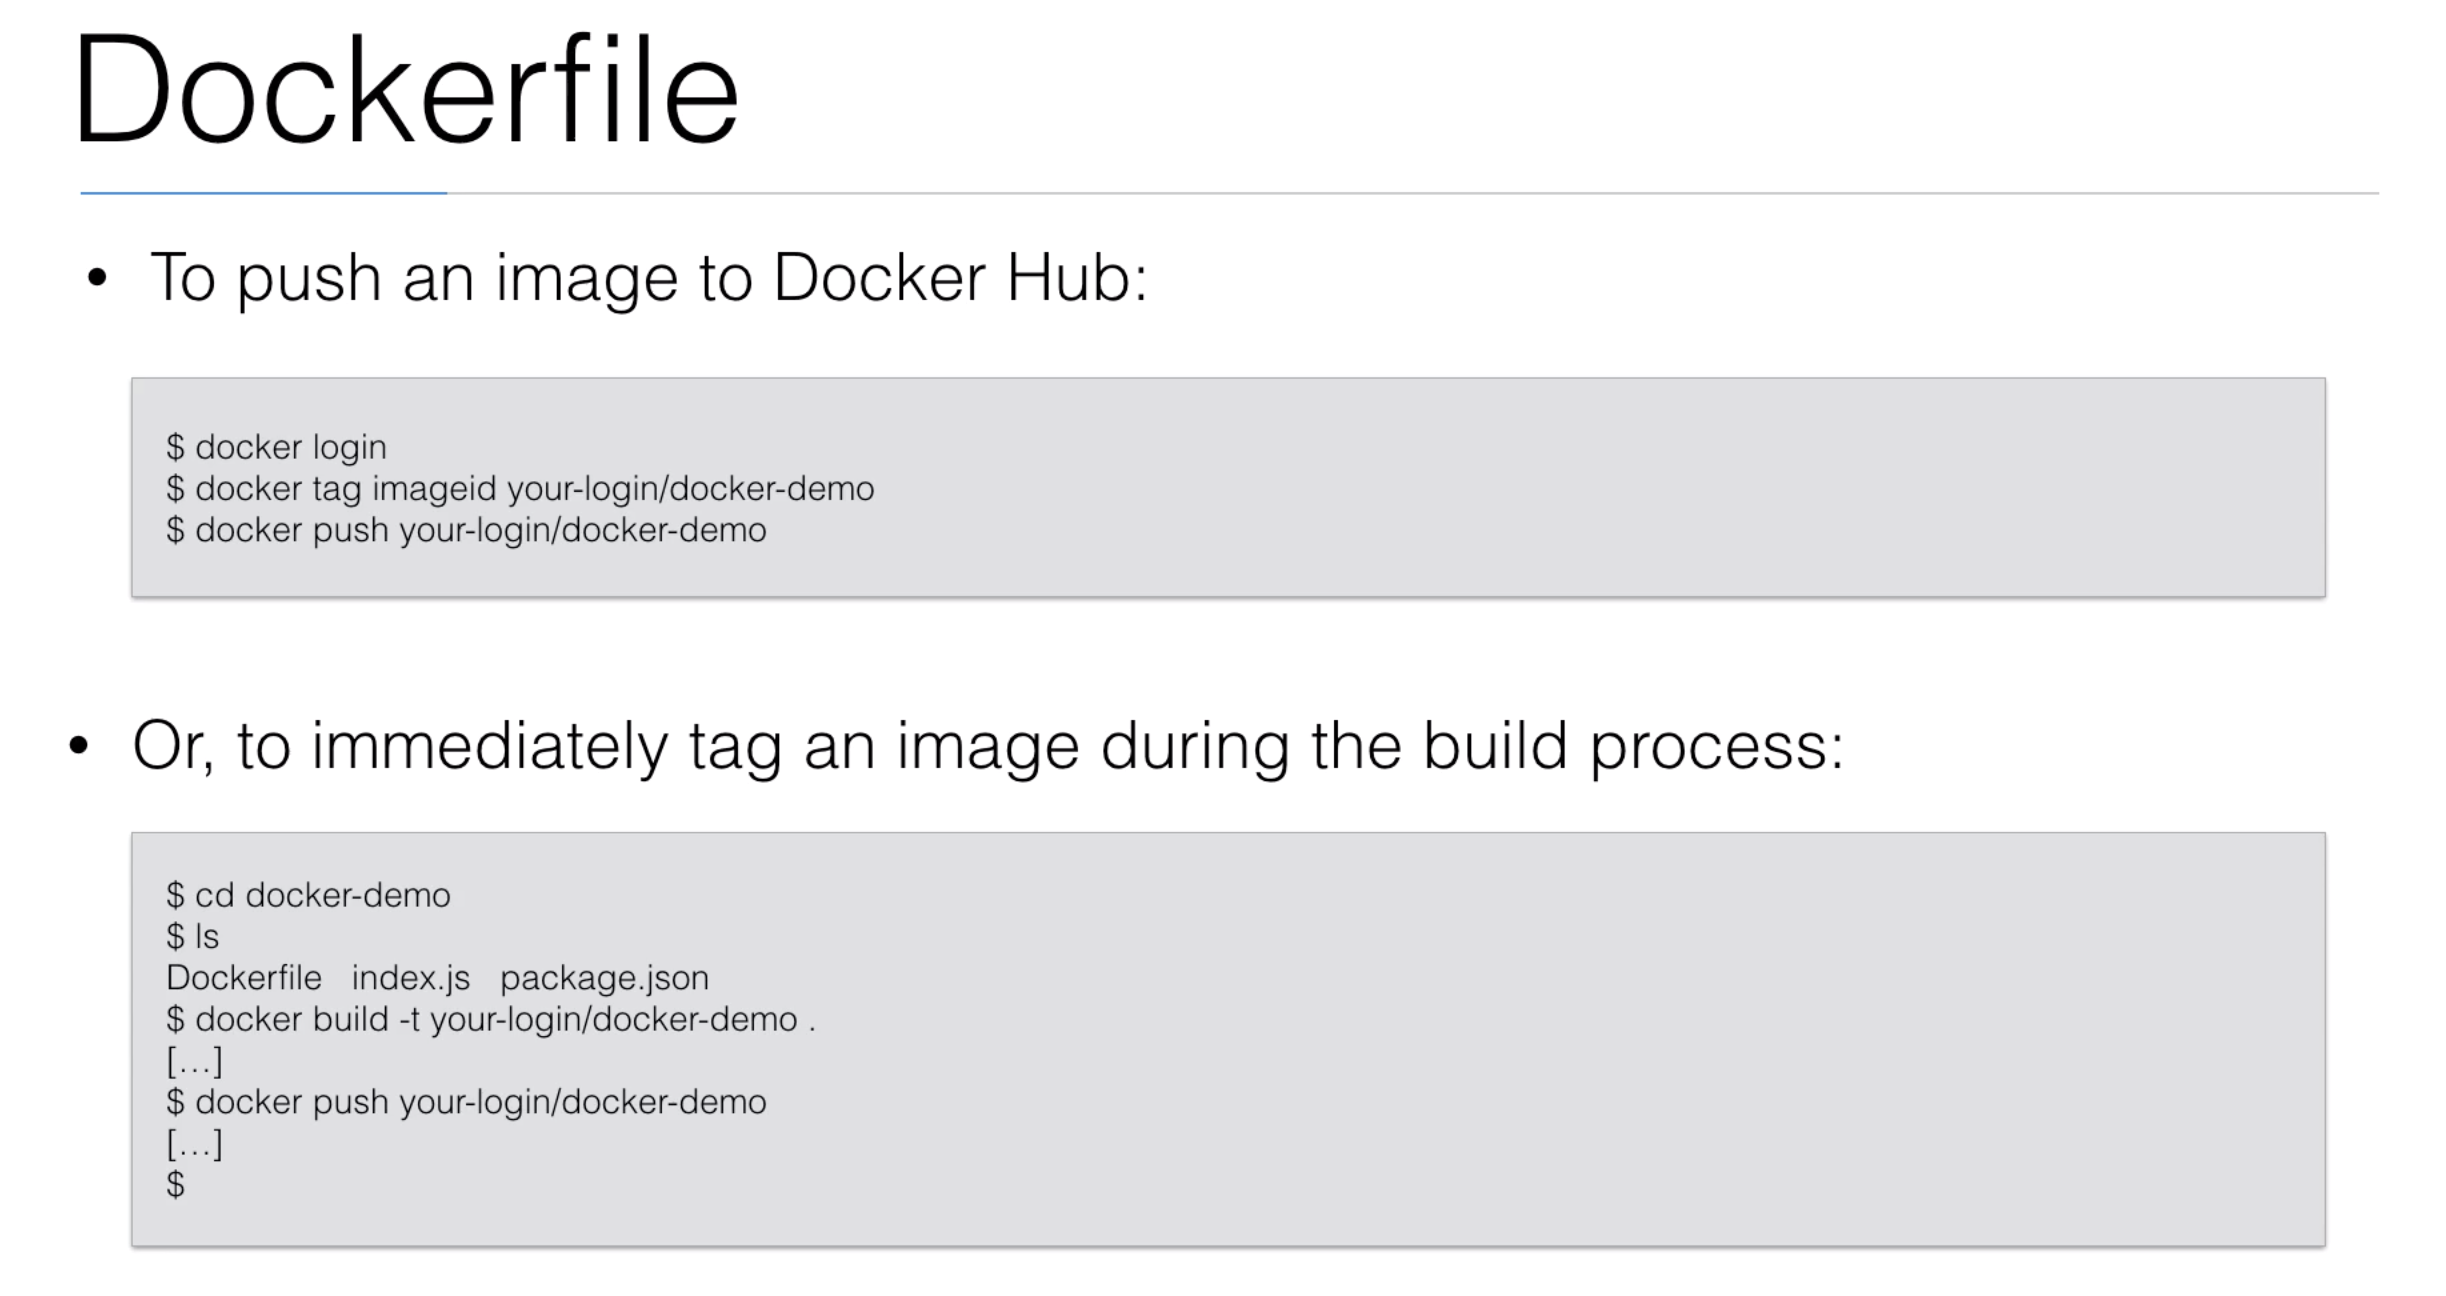 Dockerfile
• To push an image to Docker Hub:
$ docker login
$ docker tag imageid your-login/docker-demo
$ docker push your-login/docker-demo
• Or, to immediately tag an image during the build process:
$ cd docker-demo
$ ls
Dockerfile index.js package.json
$ docker build -t your-login/docker-demo .
[…]
$ docker push your-login/docker-demo
[…]
$